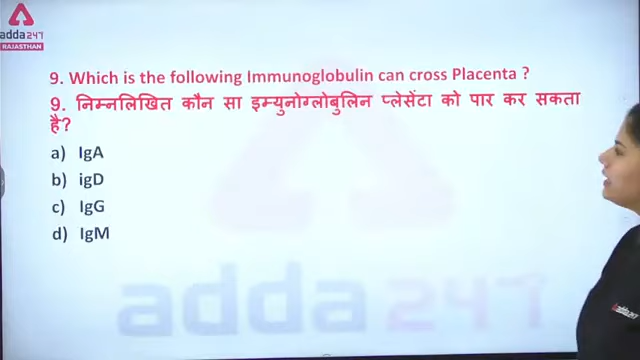 adda247
RAJASTHAN
9. Which is the following Immunoglobulin can cross Placenta ?
9. निम्नलिखित कौन सा इम्युनोग्लोबुलिन प्लेसेंटा को पार कर सकता
है?
a) IgA
b) igD
c) IgG
d) IgM
adda247
adda247